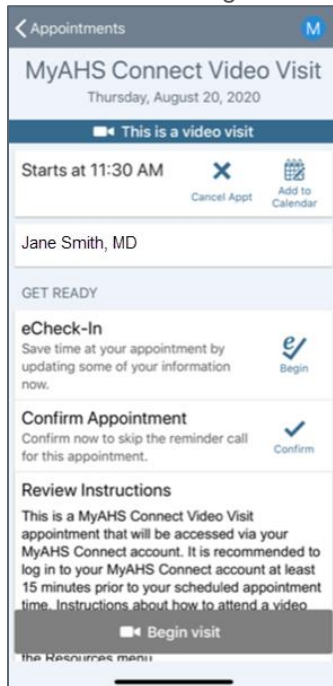 Appointments
M
MyAHS Connect Video Visit
Thursday, August 20, 2020
This is a video visit
Starts at 11:30 AM
Cancel Appt
Add to
Calendar
Jane Smith, MD
GET READY
eCheck-In
Save time at your appointment by
updating some of your information
now.
Begin
Confirm Appointment
Confirm now to skip the reminder call
for this appointment.
Confirm
Review Instructions
This is a MyAHS Connect Video Visit
appointment that will be accessed via your
MyAHS Connect account. It is recommended to
log in to your MyAHS Connect account at least
15 minutes prior to your scheduled appointment
time. Instructions about how to attend a video
Begin visit
the Resources menu